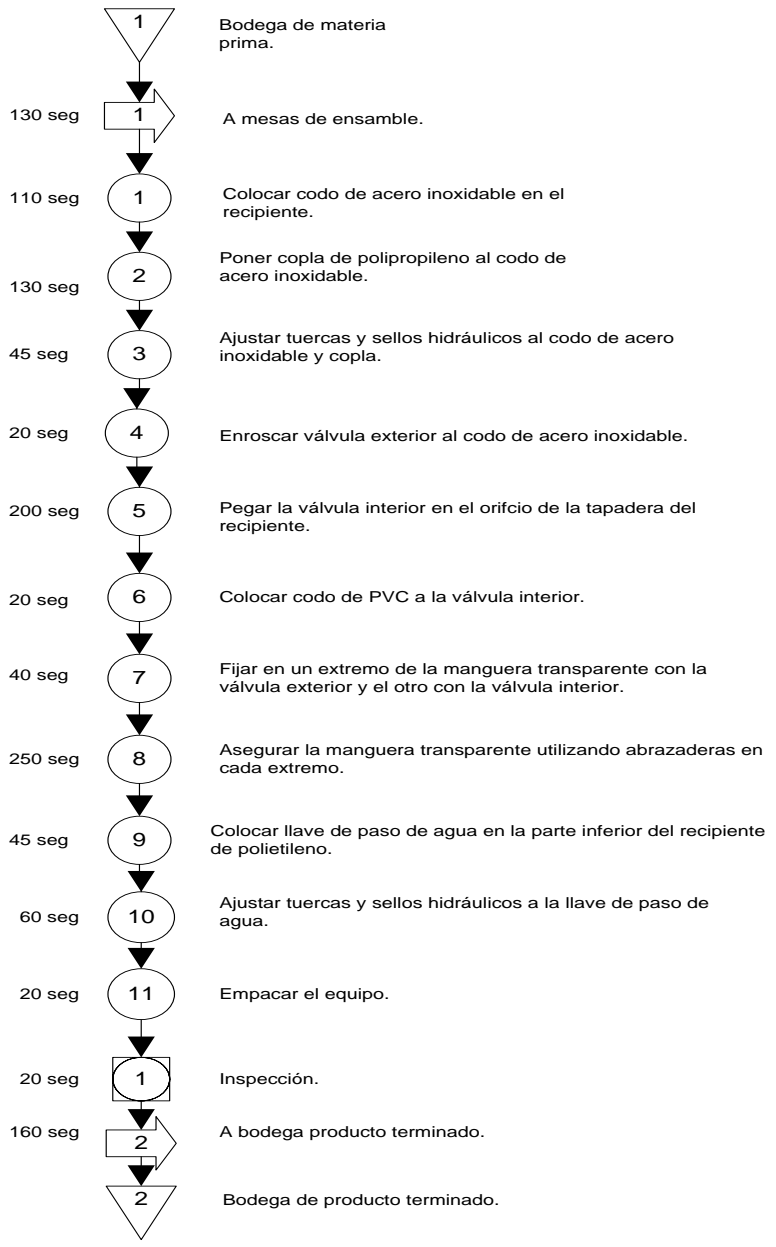 1
Bodega de materia
prima.
130 seg
1
A mesas de ensamble.
110 seg
1
Colocar codo de acero inoxidable en el
recipiente.
130 seg
2
Poner copla de polipropileno al codo de
acero inoxidable.
45 seg
3
Ajustar tuercas y sellos hidráulicos al codo de acero
inoxidable y copla.
20 seg
4
Enroscar válvula exterior al codo de acero inoxidable.
200 seg
5
Pegar la válvula interior en el orifcio de la tapadera del
recipiente.
20 seg
6
Colocar codo de PVC a la válvula interior.
40 seg
7
Fijar en un extremo de la manguera transparente con la
válvula exterior y el otro con la válvula interior.
250 seg
8
Asegurar la manguera transparente utilizando abrazaderas en
cada extremo.
45 seg
9
Colocar llave de paso de agua en la parte inferior del recipiente
de polietileno.
60 seg
10
Ajustar tuercas y sellos hidráulicos a la llave de paso de
agua.
20 seg
11
Empacar el equipo.
20 seg
1
Inspección.
160 seg
2
A bodega producto terminado.
2
Bodega de producto terminado.